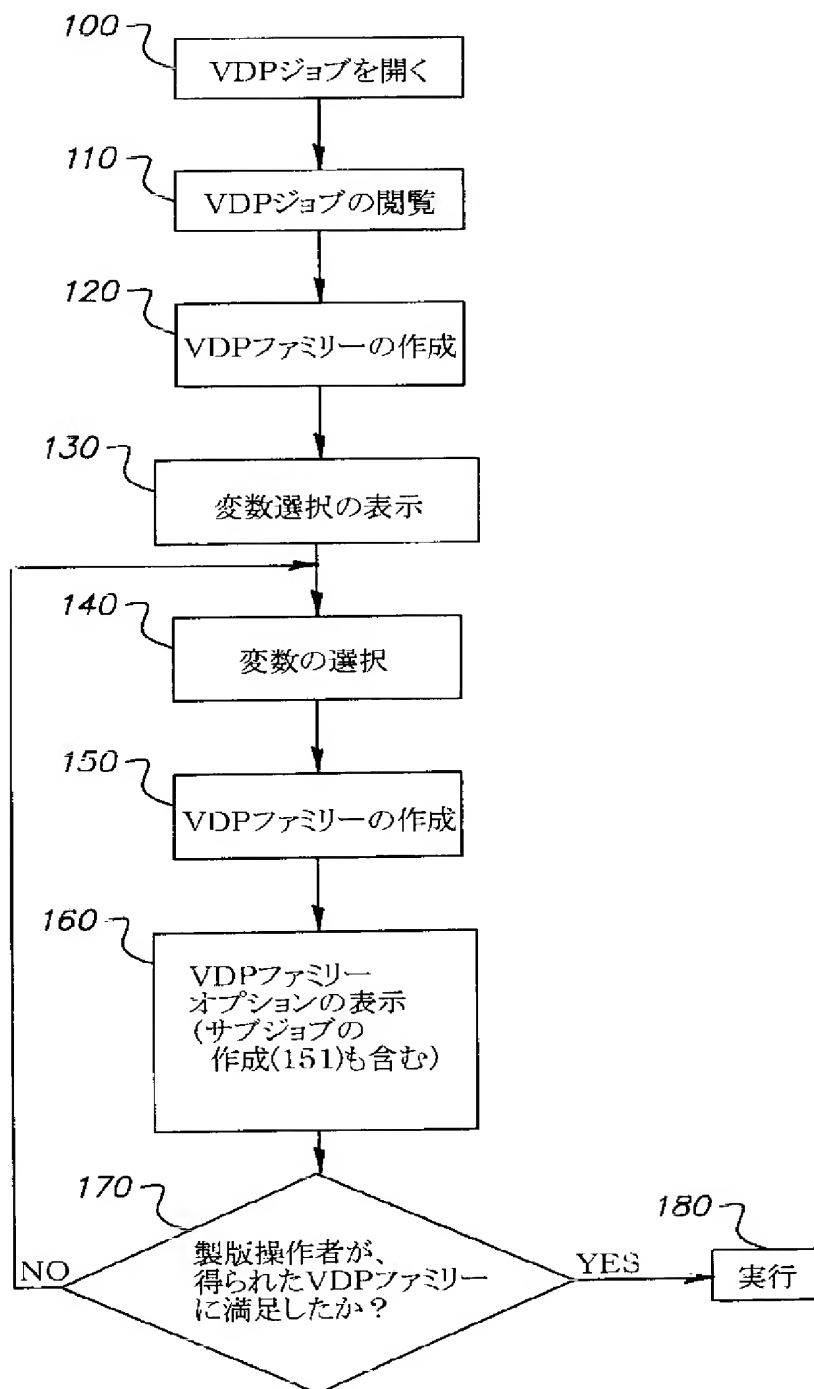 100
VDPジョブを開く
110
VDPジョブの閲覧
120
VDPファミリーの作成
130
変数選択の表示
140
変数の選択
150
VDPファミリーの作成
160
VDPファミリー
オプションの表示
(サブジョブの
作成(151)も含む)
170
製版操作者が、
得られたVDPファミリー
に満足したか?
NO
YES
180
実行